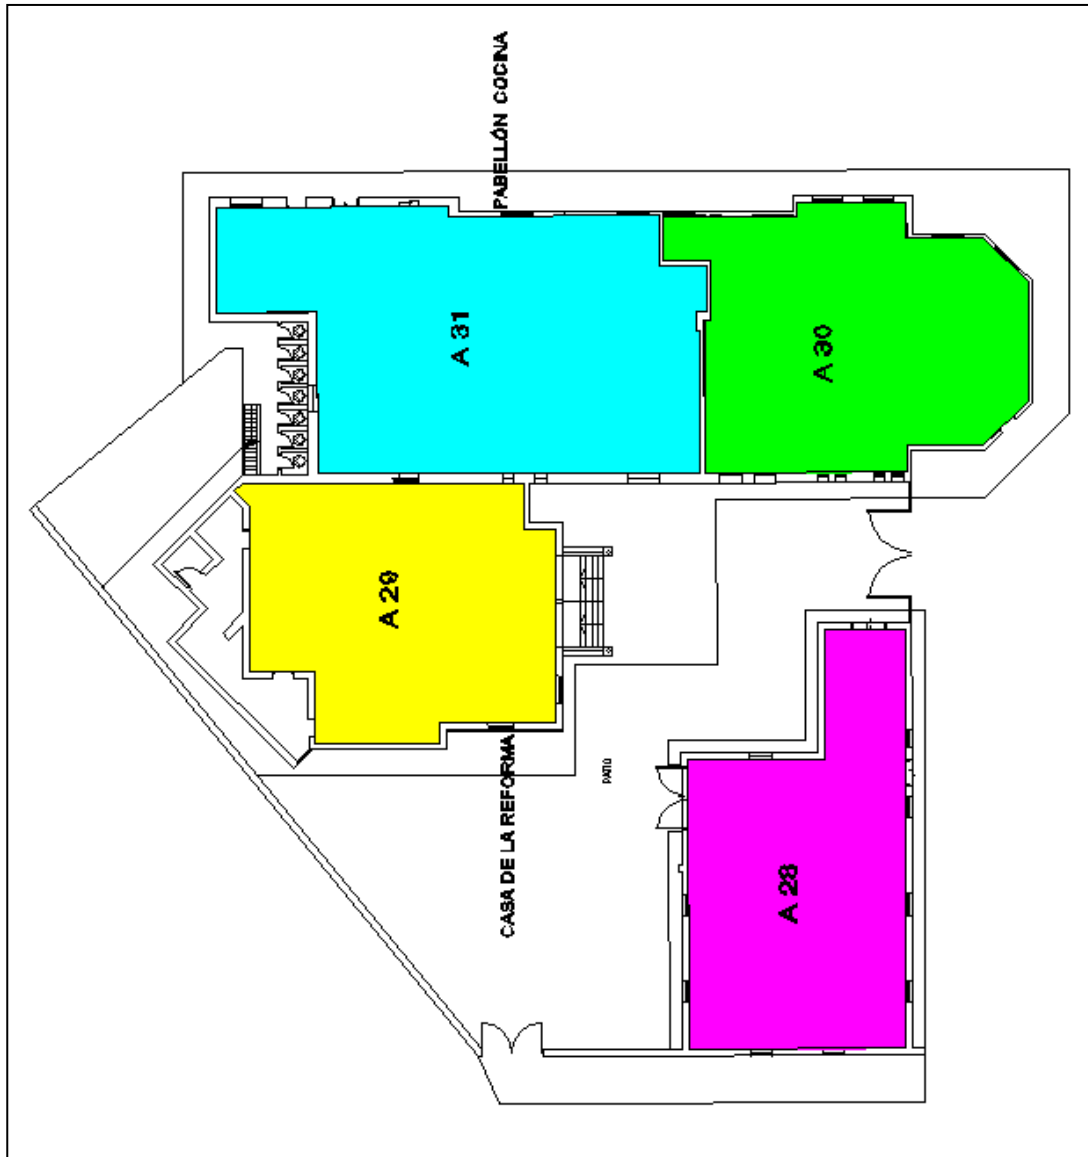 PABELLÓN COCINA
A 31
A 30
A 29
CASA DE LA REFORMA
PATIO
A 28